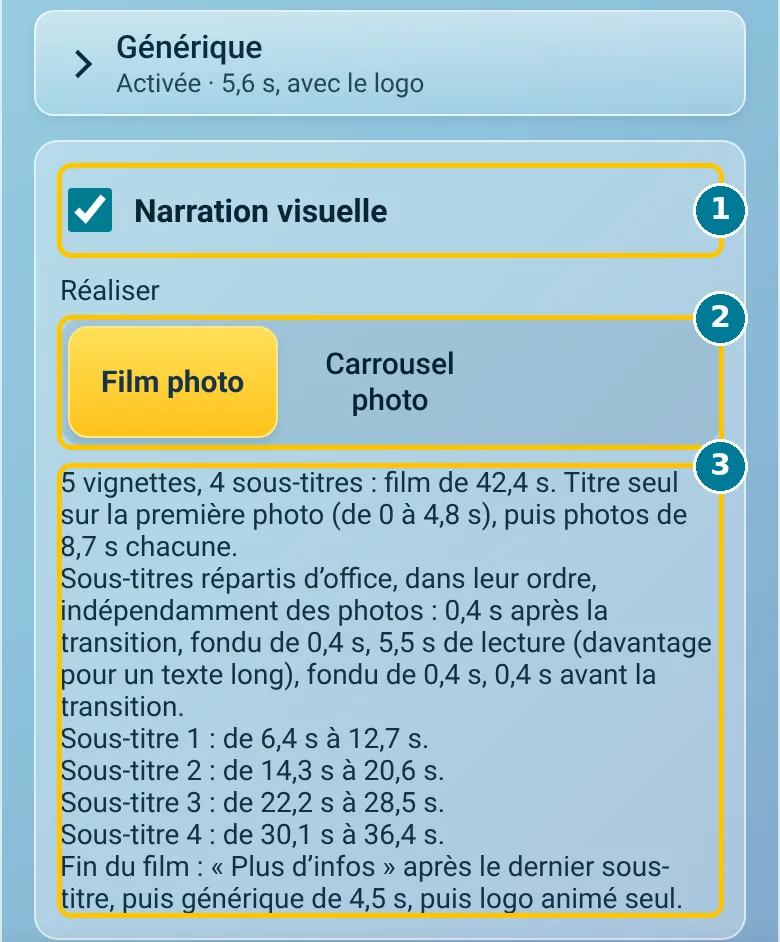 Générique
Activée · 5,6 s, avec le logo
Narration visuelle
1
Réaliser
2
Film photo
Carrousel
photo
3
5 vignettes, 4 sous-titres : film de 42,4 s. Titre seul
sur la première photo (de 0 à 4,8 s), puis photos de
8,7 s chacune.
Sous-titres répartis d’office, dans leur ordre,
indépendamment des photos : 0,4 s après la
transition, fondu de 0,4 s, 5,5 s de lecture (davantage
pour un texte long), fondu de 0,4 s, 0,4 s avant la
transition.
Sous-titre 1 : de 6,4 s à 12,7 s.
Sous-titre 2 : de 14,3 s à 20,6 s.
Sous-titre 3 : de 22,2 s à 28,5 s.
Sous-titre 4 : de 30,1 s à 36,4 s.
Fin du film : « Plus d’infos » après le dernier sous-
titre, puis générique de 4,5 s, puis logo animé seul.